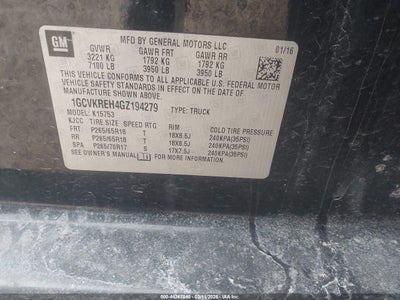 GM
MFD BY GENERAL MOTORS LLC
01/16
GVWR GAWR FRT GAWR RR
3221 KG 1792 KG 1792 KG
7100 LB 3950 LB 3950 LB
THIS VEHICLE CONFORMS TO ALL APPLICABLE U.S. FEDERAL MOTOR
VEHICLE SAFETY STANDARDS IN EFFECT ON THE DATE OF
MANUFACTURE SHOWN ABOVE.
1GCVKREH4GZ194279 TYPE: TRUCK
MODEL: K15753
TIRE SIZE SPEED RTG RIM COLD TIRE PRESSURE
FRT P265/65R18 T 18X8.5J 240KPA(35PSI)
RR P265/65R18 T 18X8.5J 240KPA(35PSI)
SPA P265/70R17 S 17X7.5J 240KPA(35PSI)
SEE OWNER'S MANUAL FOR MORE INFORMATION